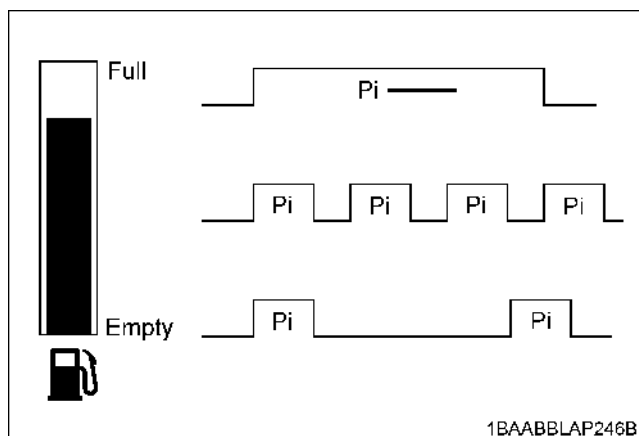 Full
Pi
Pi Pi Pi Pi
Empty
Pi Pi
1BAABBLAP246B